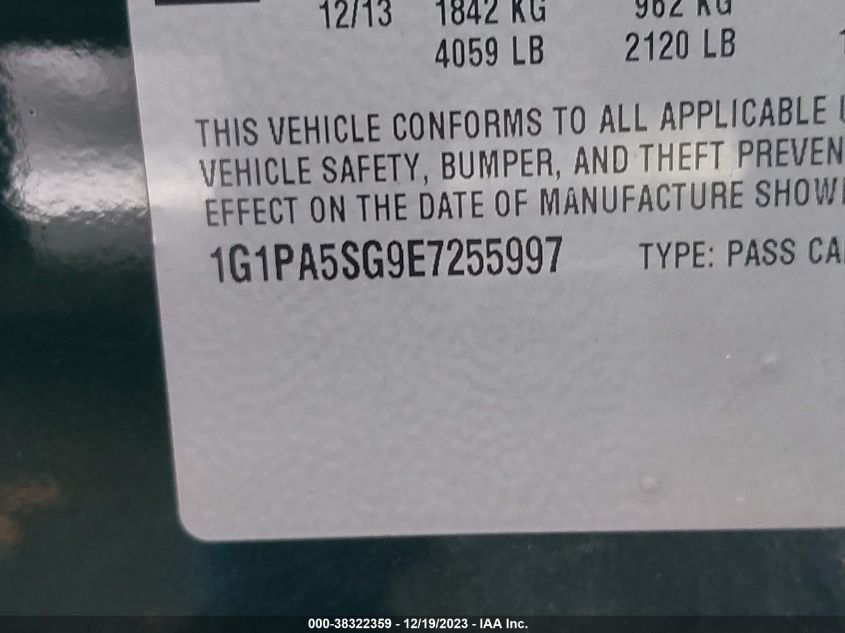 12/13 1842 KG 962 KG
4059 LB 2120 LB
THIS VEHICLE CONFORMS TO ALL APPLICABLE
VEHICLE SAFETY, BUMPER, AND THEFT PREVEN
EFFECT ON THE DATE OF MANUFACTURE SHOW
1G1PA5SG9E7255997 TYPE: PASS CA
000-38322359 - 12/19/2023 - IAA Inc.